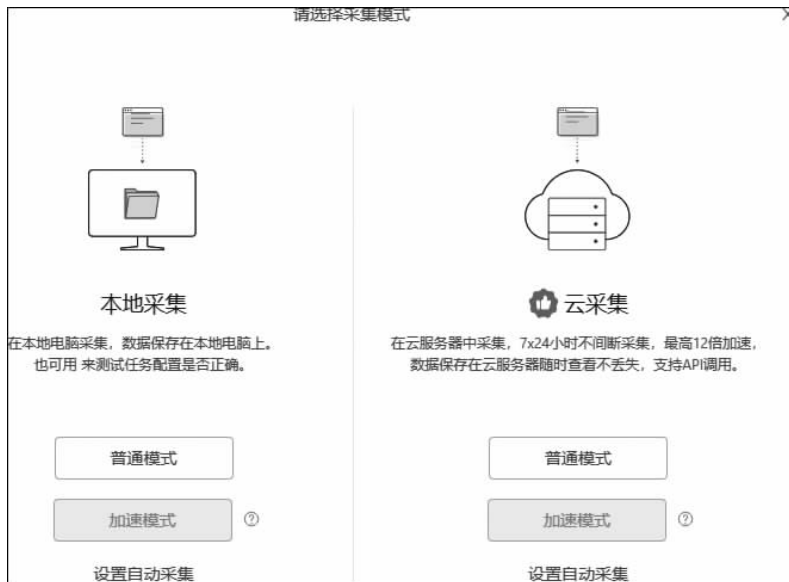 请选择采集模式
本地采集
在本地电脑采集，数据保存在本地电脑上。
也可用 来测试任务配置是否正确。
普通模式
加速模式
设置自动采集
云采集
在云服务器中采集，7x24小时不间断采集，最高12倍加速，
数据保存在云服务器随时查看不丢失，支持API调用。
普通模式
加速模式
设置自动采集